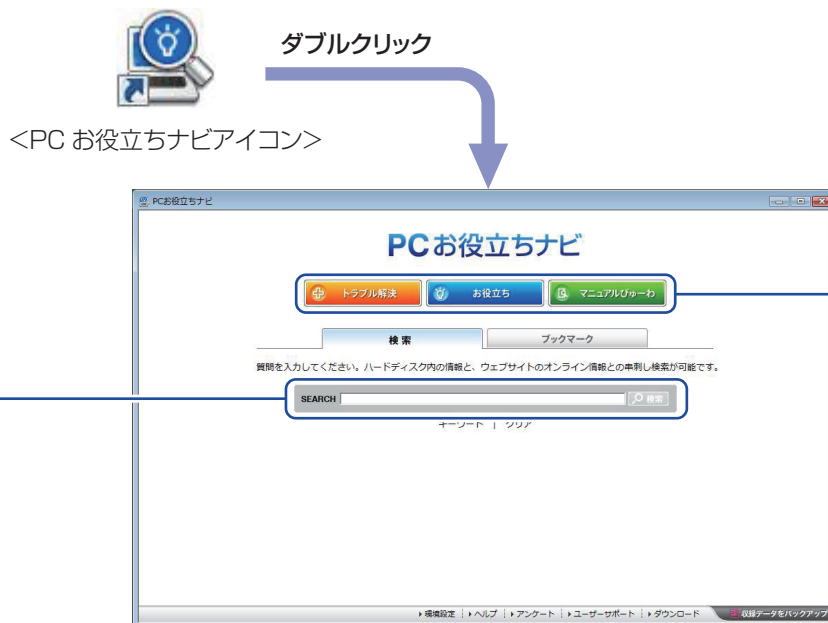 ダブルクリック
<PC お役立ちナビアイコン>
PCお役立ちナビ
PCお役立ちナビ
トラブル解決
お役立ち
マニュアルびゅーわ
検索
ブックマーク
質問を入力してください。ハードディスク内の情報と、ウェブサイトのオンライン情報との串刺し検索が可能です。
SEARCH
検索
キーワード | クリア
環境設定 ヘルプ アンケート ユーザーサポート ダウンロード 収録データをバックアップ